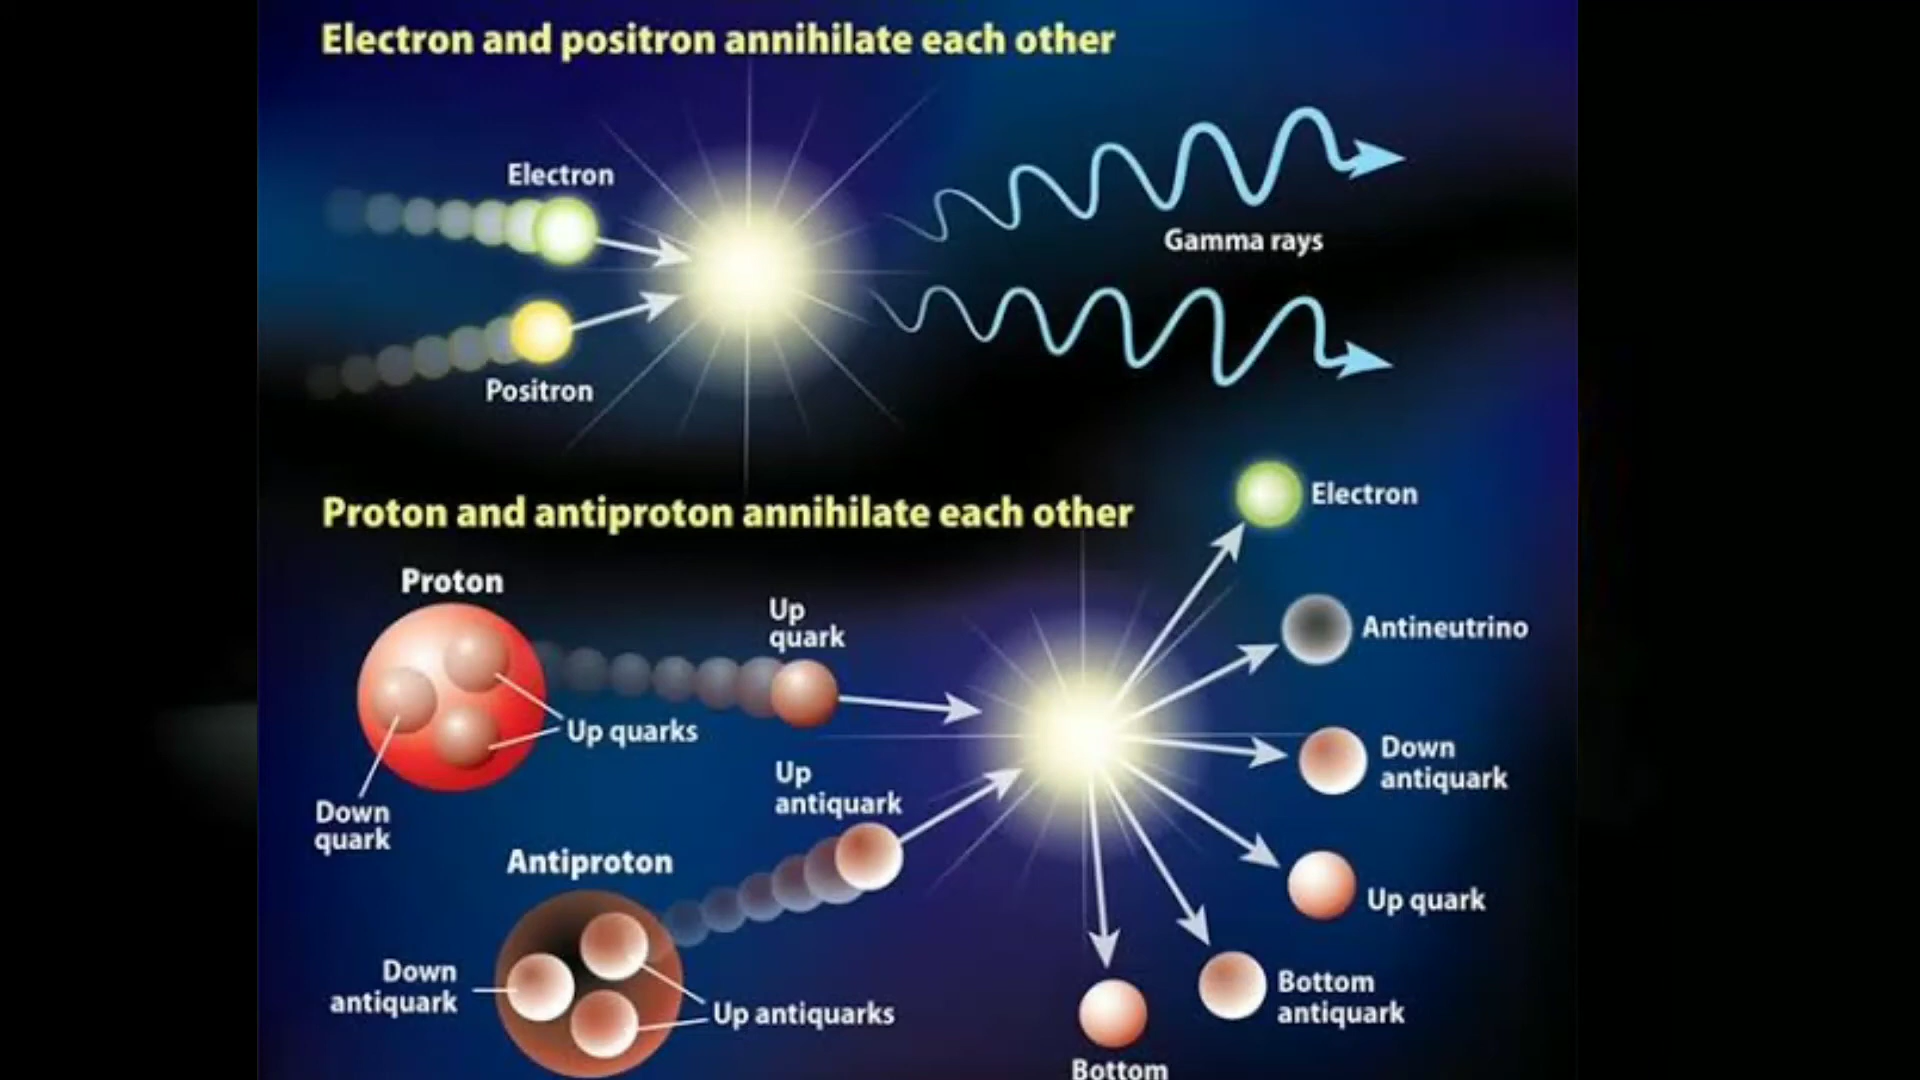 Electron and positron annihilate each other
Electron
Gamma rays
Positron
Electron
Proton and antiproton annihilate each other
Proton
Up
quark
Antineutrino
Up quarks
Down
antiquark
Up
antiquark
Down
quark
Antiproton
Up quark
Down
antiquark
Up antiquarks
Bottom
antiquark
Bottom